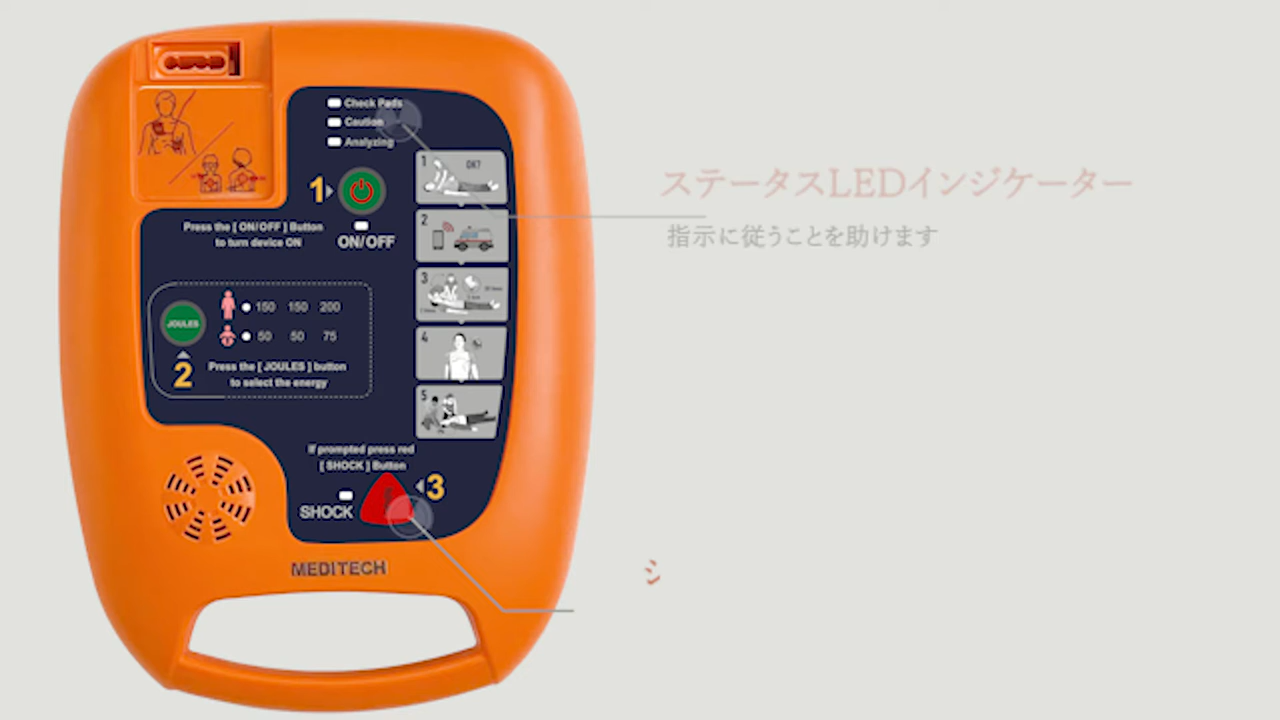 Check Pads
Caution
Analyzing
1
ON/OFF
Press the [ ON/OFF ] Button
to turn device ON
1
OK?
2
3
4
5
JOULES
150 150 200
50 50 75
2
Press the [ JOULES ] button
to select the energy
If prompted press red
[ SHOCK ] Button
3
SHOCK
MEDITECH
ステータスLEDインジケーター
指示に従うことを助けます
シ